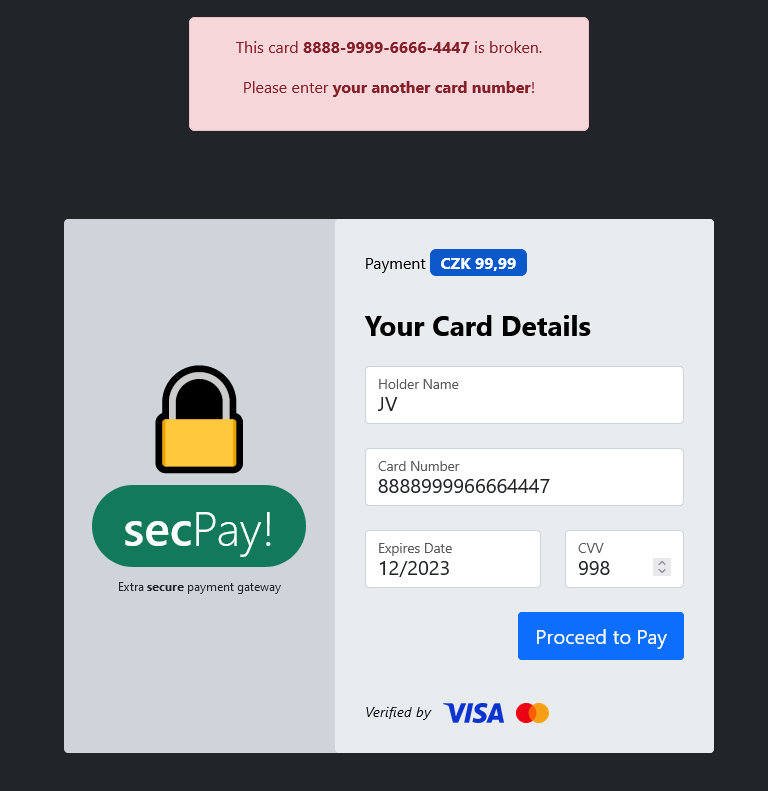 This card 8888-9999-6666-4447 is broken.
Please enter your another card number!
Payment CZK 99,99
Your Card Details
Holder Name
JV
Card Number
8888999966664447
Expires Date
12/2023
CVV
998
Proceed to Pay
Verified by VISA
secPay!
Extra secure payment gateway